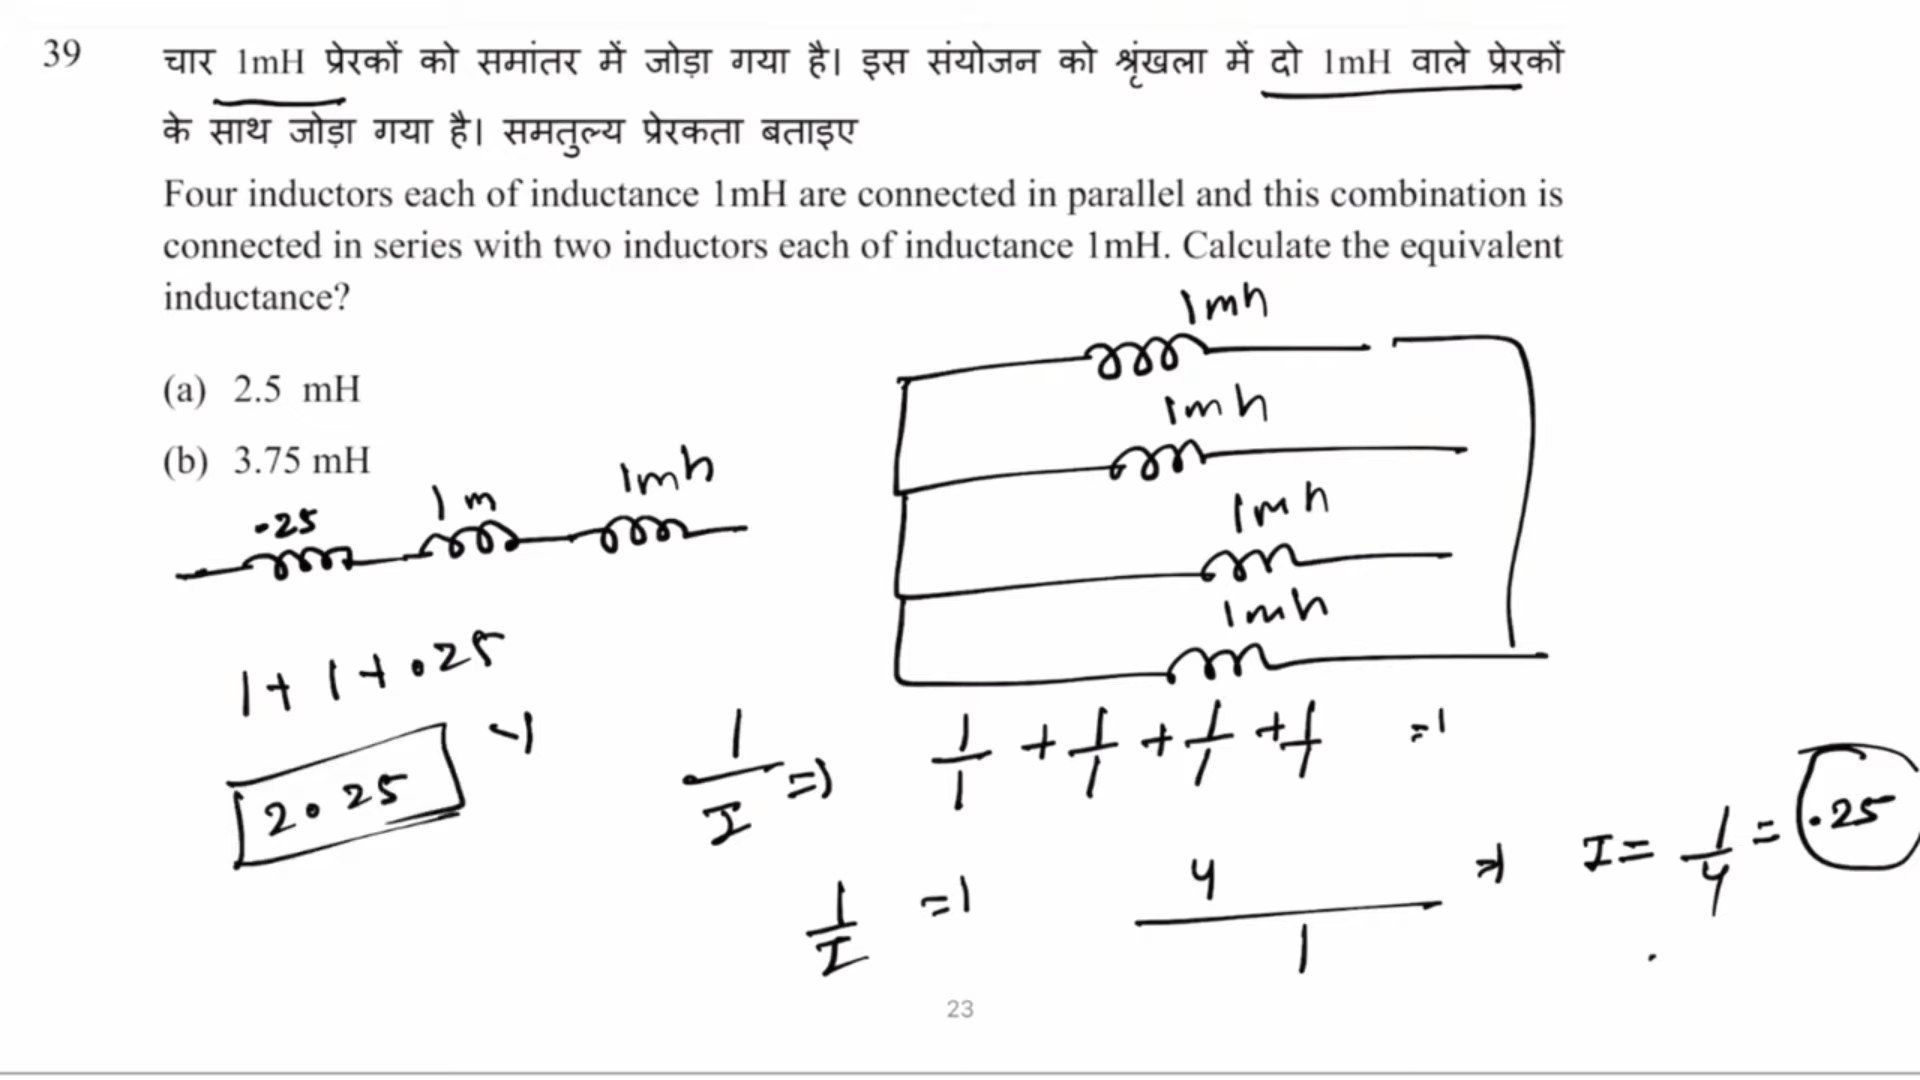 39
चार 1mH प्रेरकों को समांतर में जोड़ा गया है। इस संयोजन को श्रृंखला में दो 1mH वाले प्रेरकों
के साथ जोड़ा गया है। समतुल्य प्रेरकता बताइए
Four inductors each of inductance 1mH are connected in parallel and this combination is
connected in series with two inductors each of inductance 1mH. Calculate the equivalent
inductance?
(a) 2.5 mH
(b) 3.75 mH
.25 1m 1mh
1+1+.25
2.25
1mh
1mh
1mh
1mh
1/I => 1/1 + 1/1 + 1/1 + 1/1 =1
1/I =1 4/1 => I = 1/4 = .25
23